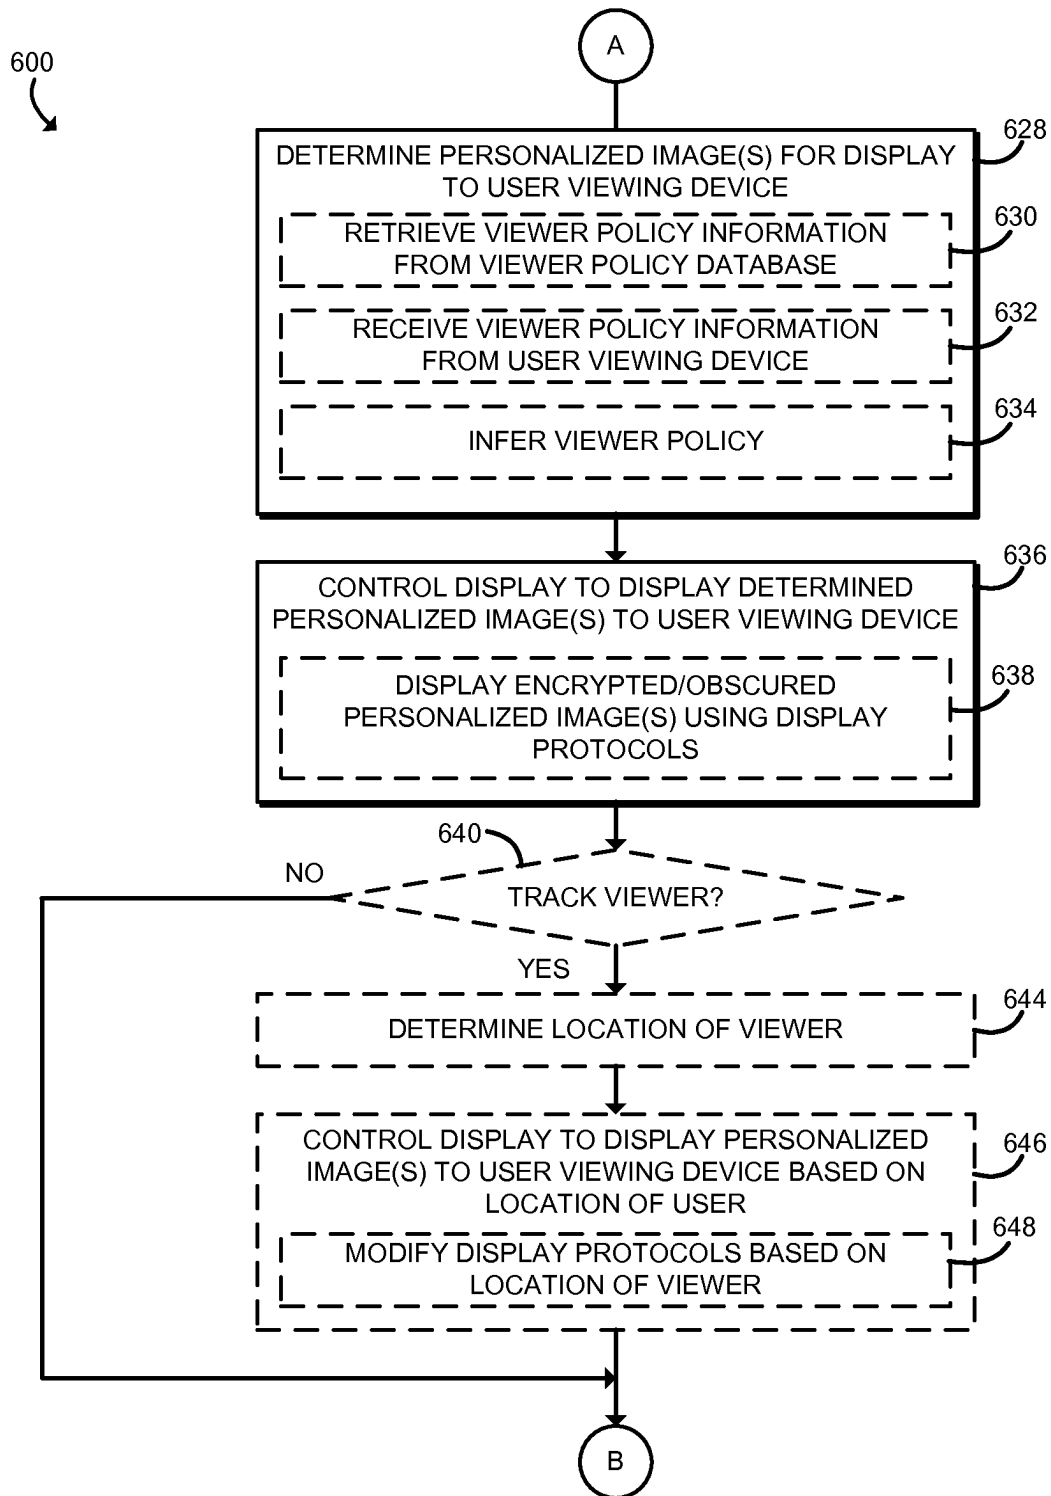 A
600
628
DETERMINE PERSONALIZED IMAGE(S) FOR DISPLAY
TO USER VIEWING DEVICE
630
RETRIEVE VIEWER POLICY INFORMATION
FROM VIEWER POLICY DATABASE
632
RECEIVE VIEWER POLICY INFORMATION
FROM USER VIEWING DEVICE
634
INFER VIEWER POLICY
636
CONTROL DISPLAY TO DISPLAY DETERMINED
PERSONALIZED IMAGE(S) TO USER VIEWING DEVICE
638
DISPLAY ENCRYPTED/OBSCURED
PERSONALIZED IMAGE(S) USING DISPLAY
PROTOCOLS
640
NO
TRACK VIEWER?
YES
644
DETERMINE LOCATION OF VIEWER
646
CONTROL DISPLAY TO DISPLAY PERSONALIZED
IMAGE(S) TO USER VIEWING DEVICE BASED ON
LOCATION OF USER
648
MODIFY DISPLAY PROTOCOLS BASED ON
LOCATION OF VIEWER
B